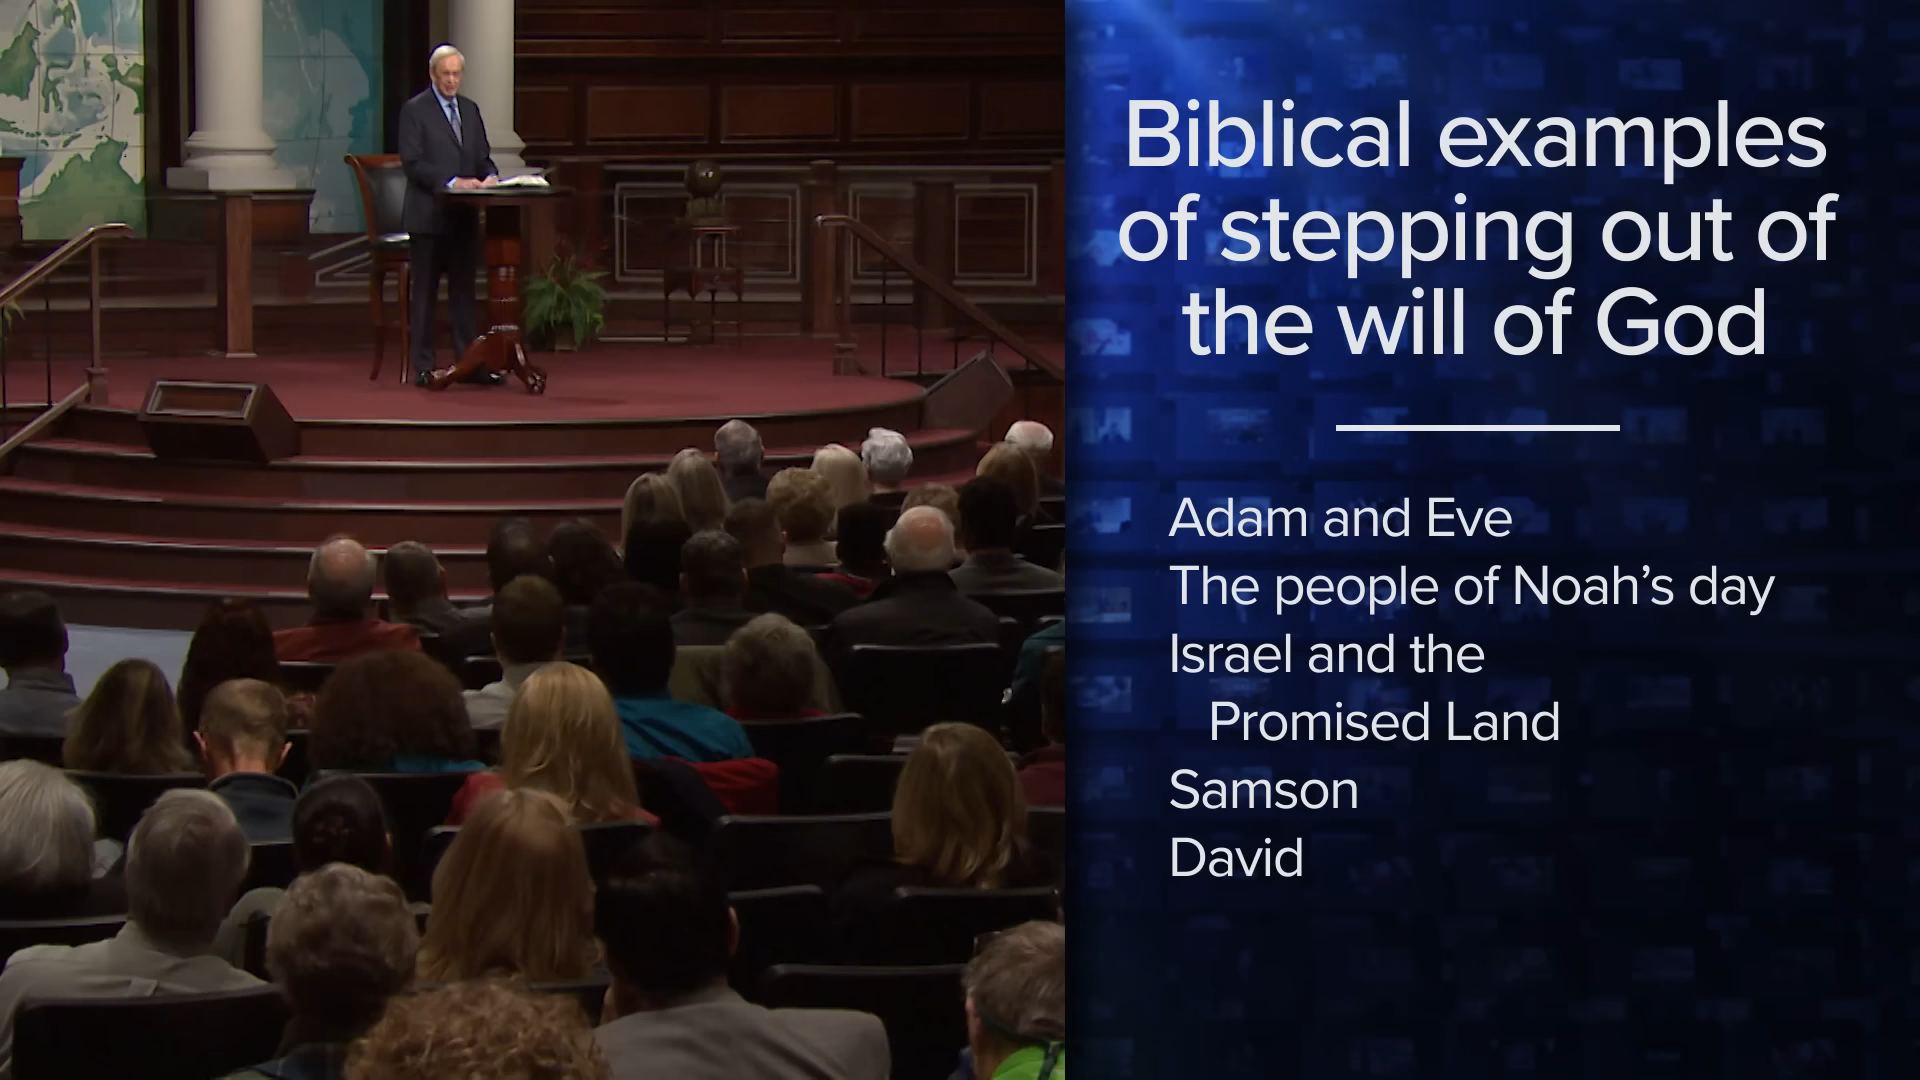 Biblical examples
of stepping out of
the will of God
Adam and Eve
The people of Noah’s day
Israel and the
Promised Land
Samson
David